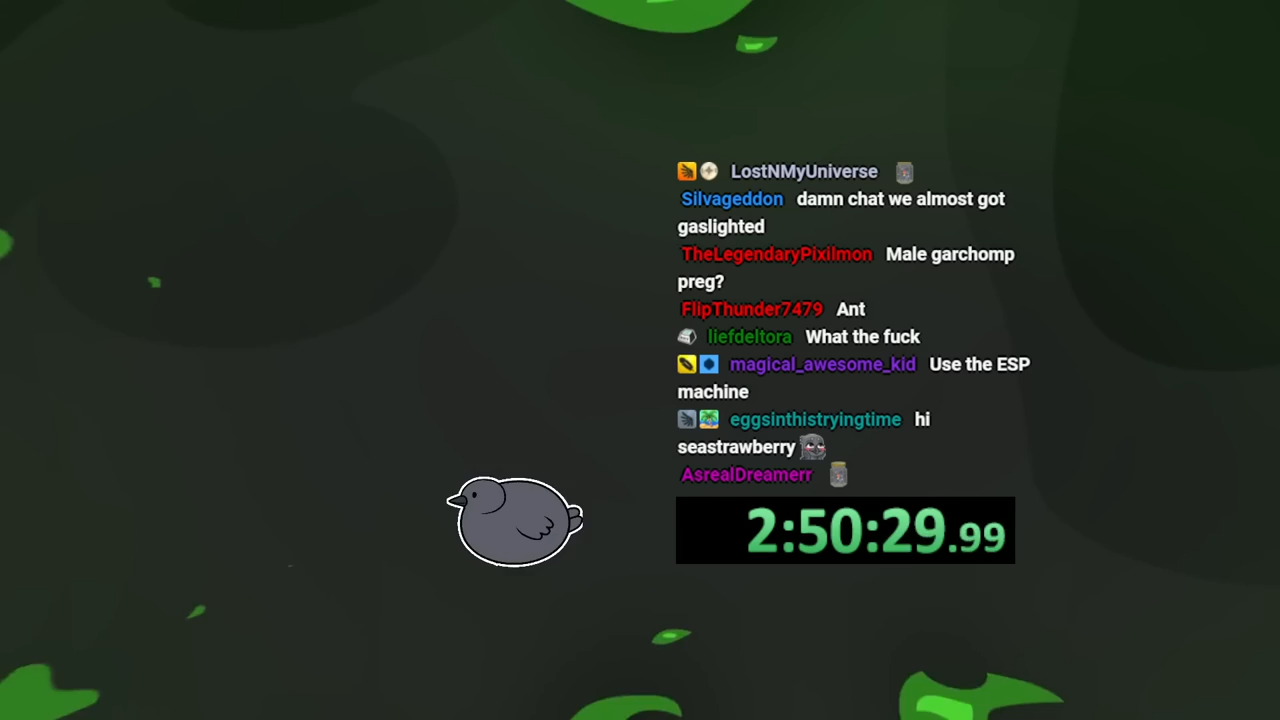 LostNMyUniverse
Silvageddon damn chat we almost got
gaslighted
TheLegendaryPixilmon Male garchomp
preg?
FlipThunder7479 Ant
liefdeltora What the fuck
magical_awesome_kid Use the ESP
machine
eggsinthistryingtime hi
seastrawberry
AsrealDreamerr
2:50:29.99